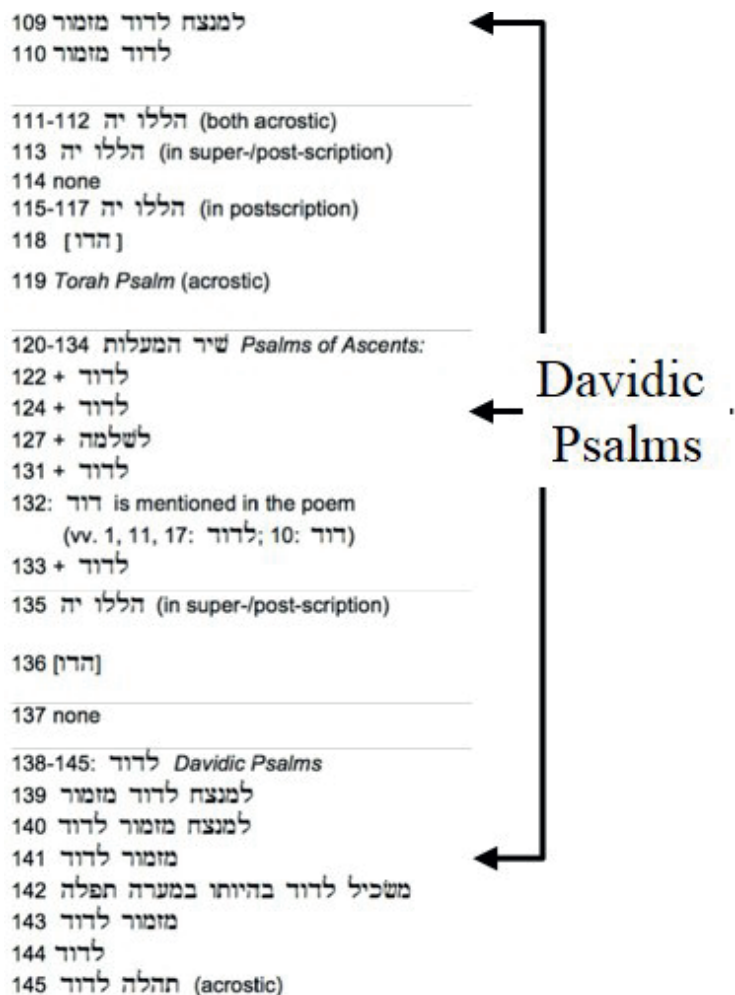 109 למנצח לדוד מזמור
110 לדוד מזמור
111-112 הללו יה (both acrostic)
113 הללו יה (in super-/post-scription)
114 none
115-117 הללו יה (in postscription)
118 [הדו]
119 Torah Psalm (acrostic)
120-134 שיר המעלות Psalms of Ascents:
122 + לדוד
124 + לדוד
127 + לשלמה
131 + לדוד
132: דוד is mentioned in the poem
(vv. 1, 11, 17: לדוד; 10: דוד)
133 + לדוד
135 הללו יה (in super-/post-scription)
136 [הדו]
137 none
138-145: לדוד Davidic Psalms
139 למנצח לדוד מזמור
140 למנצח מזמור לדוד
141 מזמור לדוד
142 משׂכיל לדוד בהיותו במערה תפלה
143 מזמור לדוד
144 לדוד
145 תהלה לדוד (acrostic)
Davidic
Psalms